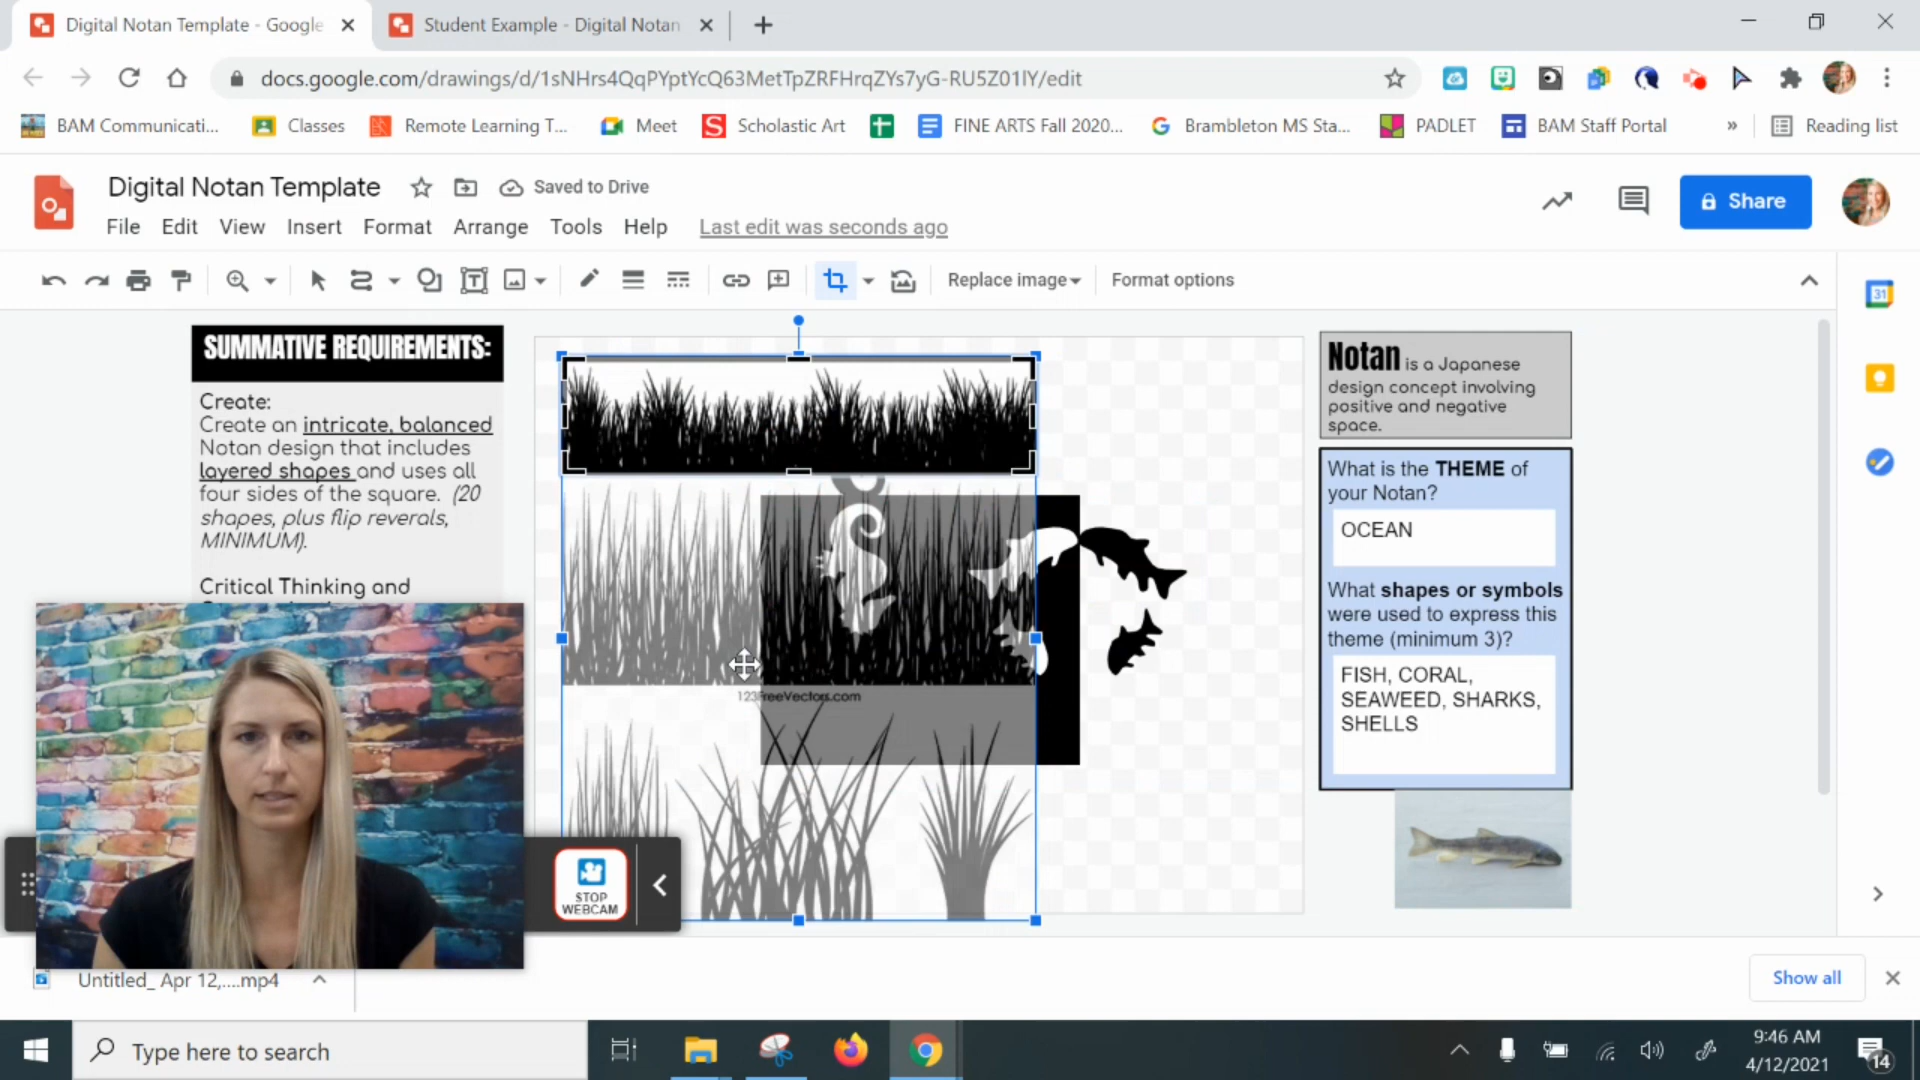 Digital Notan Template - Google
Student Example - Digital Notan
docs.google.com/drawings/d/1sNHrs4QqPYptYcQ63MetTpZRFHrqZYs7yG-RU5Z01lY/edit
BAM Communicati...
Classes
Remote Learning T...
Meet
Scholastic Art
FINE ARTS Fall 2020...
Brambleton MS Sta...
PADLET
BAM Staff Portal
»
Reading list
Digital Notan Template
Saved to Drive
Share
File Edit View Insert Format Arrange Tools Help Last edit was seconds ago
Replace image
Format options
31
SUMMATIVE REQUIREMENTS:
Create:
Create an intricate, balanced
Notan design that includes
layered shapes and uses all
four sides of the square. (20
shapes, plus flip reverals,
MINIMUM).
Critical Thinking and
123FreeVectors.com
Notan is a Japanese
design concept involving
positive and negative
space.
What is the THEME of
your Notan?
OCEAN
What shapes or symbols
were used to express this
theme (minimum 3)?
FISH, CORAL,
SEAWEED, SHARKS,
SHELLS
STOP
WEBCAM
Untitled_ Apr 12,....mp4
Show all
Type here to search
9:46 AM
4/12/2021
14